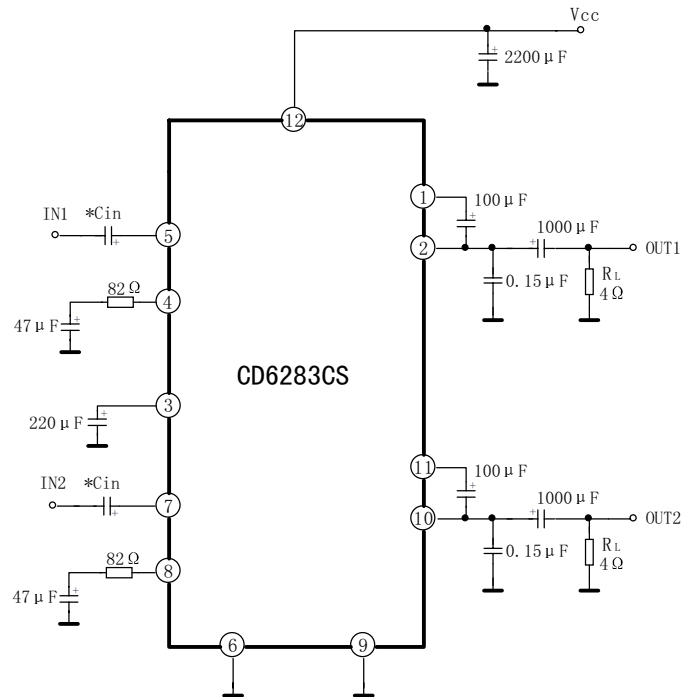 Vcc
2200μF
12
1
100μF
IN1 *Cin
1000μF
5
2
OUT1
0.15μF
RL
4Ω
82Ω
4
47μF
CD6283CS
3
220μF
11
100μF
IN2 *Cin
1000μF
7
10
OUT2
0.15μF
RL
4Ω
82Ω
8
47μF
6
9